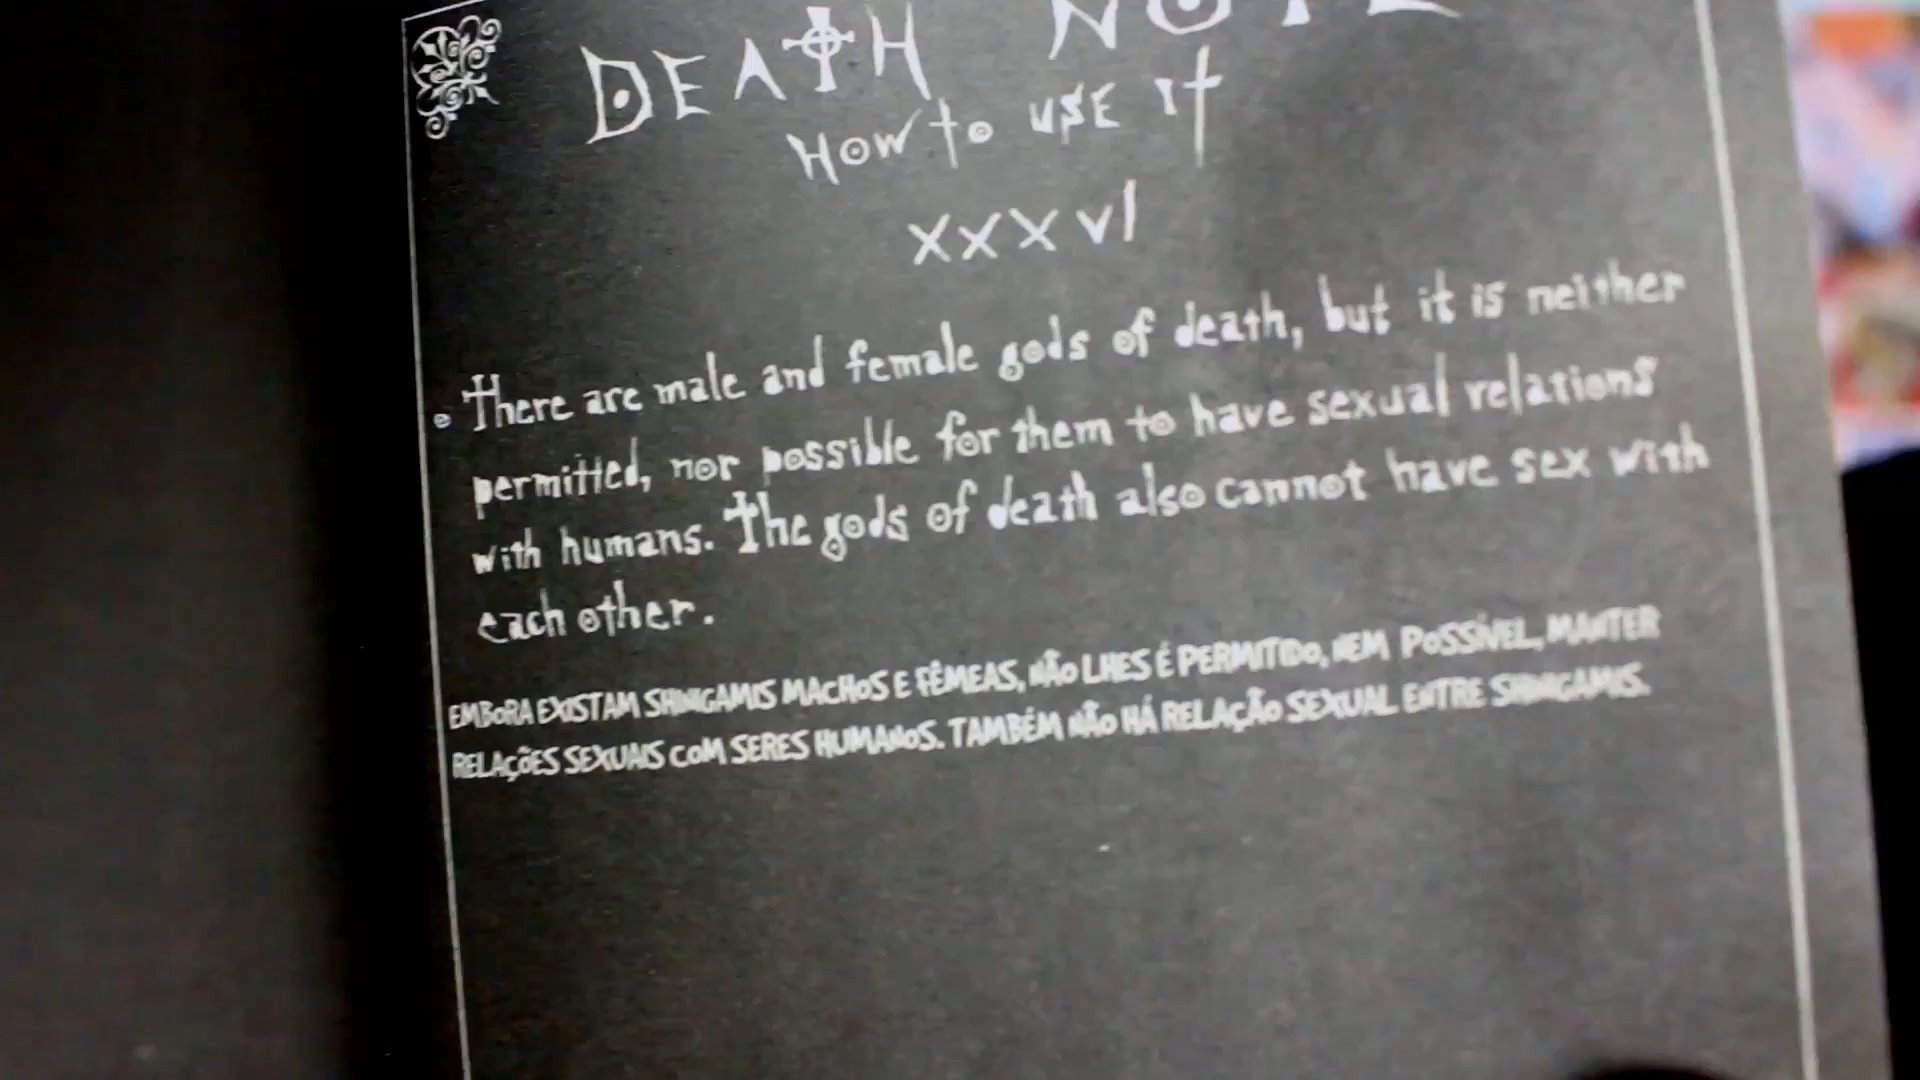 DEATH NOTE
HOW to USE It
XXXVI
There are male and female gods of death, but it is neither
permitted, nor possible for them to have sexual relations
with humans. The gods of death also cannot have sex with
each other.
EMBORA EXISTAM SHINIGAMIS MACHOS E FÊMEAS, NÃO LHES É PERMITIDO, NEM POSSÍVEL, MANTER
RELAÇÕES SEXUAIS COM SERES HUMANOS. TAMBÉM NÃO HÁ RELAÇÃO SEXUAL ENTRE SHINIGAMIS.